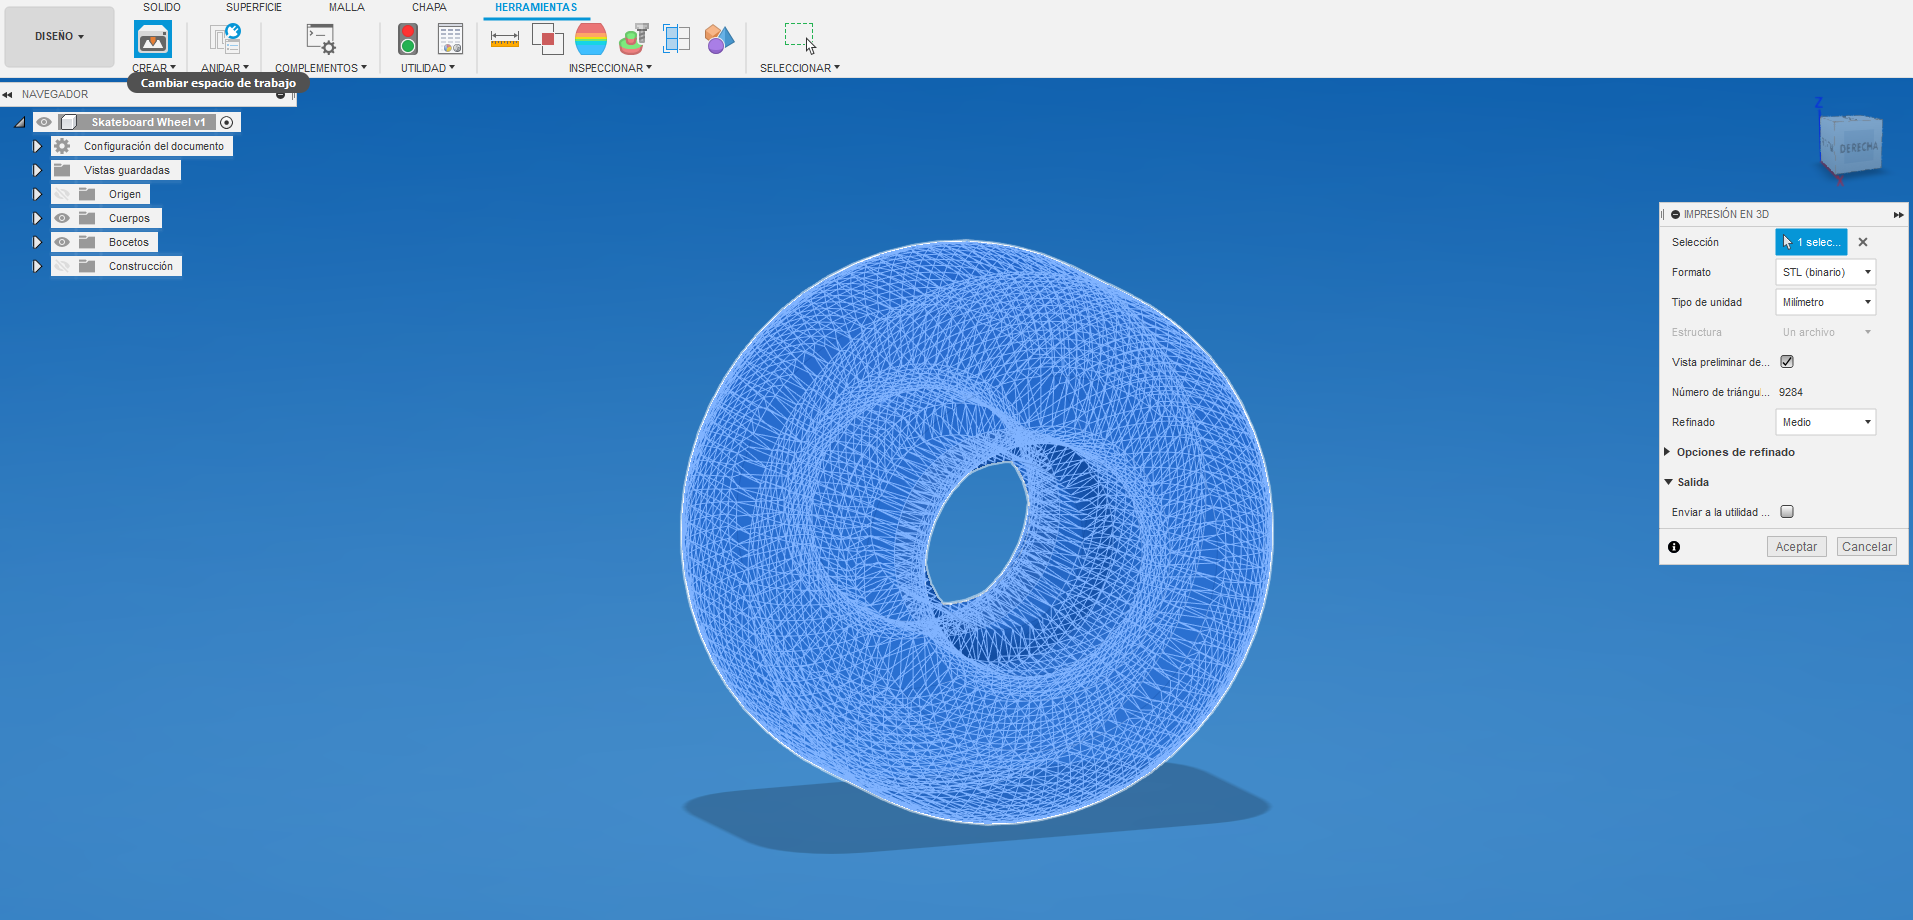 SOLIDO SUPERFICIE MALLA CHAPA HERRAMIENTAS
DISEÑO
CREAR ANIDAR COMPLEMENTOS UTILIDAD INSPECCIONAR SELECCIONAR
Cambiar espacio de trabajo
NAVEGADOR
Skateboard Wheel v1
Configuración del documento
Vistas guardadas
Origen
Cuerpos
Bocetos
Construcción
Z
DERECHA
X
IMPRESIÓN EN 3D
Selección 1 selec...
Formato STL (binario)
Tipo de unidad Milímetro
Estructura Un archivo
Vista preliminar de...
Número de triángu... 9284
Refinado Medio
Opciones de refinado
Salida
Enviar a la utilidad ...
Aceptar Cancelar